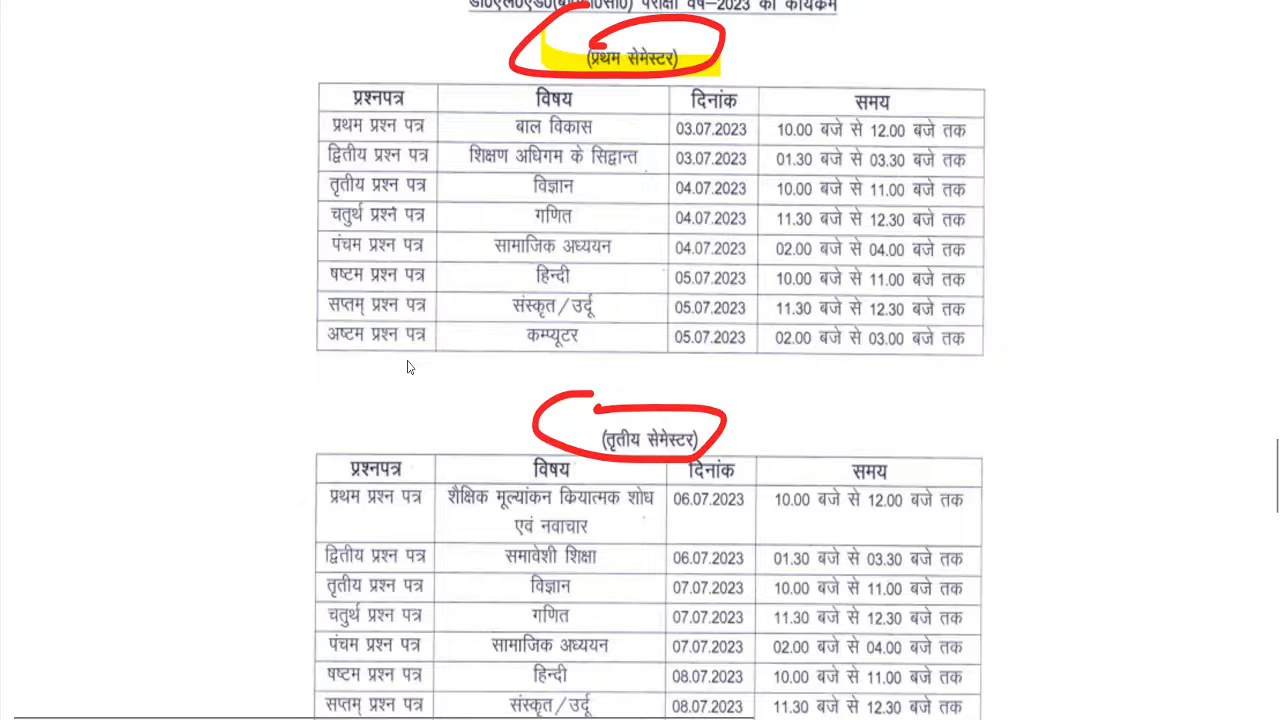 परीक्षा वर्ष–2023 का कार्यक्रम
(प्रथम सेमेस्टर)
प्रश्नपत्र विषय दिनांक समय
प्रथम प्रश्न पत्र बाल विकास 03.07.2023 10.00 बजे से 12.00 बजे तक
द्वितीय प्रश्न पत्र शिक्षण अधिगम के सिद्वान्त 03.07.2023 01.30 बजे से 03.30 बजे तक
तृतीय प्रश्न पत्र विज्ञान 04.07.2023 10.00 बजे से 11.00 बजे तक
चतुर्थ प्रश्न पत्र गणित 04.07.2023 11.30 बजे से 12.30 बजे तक
पंचम प्रश्न पत्र सामाजिक अध्ययन 04.07.2023 02.00 बजे से 04.00 बजे तक
षष्टम प्रश्न पत्र हिन्दी 05.07.2023 10.00 बजे से 11.00 बजे तक
सप्तम् प्रश्न पत्र संस्कृत/उर्दू 05.07.2023 11.30 बजे से 12.30 बजे तक
अष्टम प्रश्न पत्र कम्प्यूटर 05.07.2023 02.00 बजे से 03.00 बजे तक
(तृतीय सेमेस्टर)
प्रश्नपत्र विषय दिनांक समय
प्रथम प्रश्न पत्र शैक्षिक मूल्यांकन कियात्मक शोध 06.07.2023 10.00 बजे से 12.00 बजे तक
एवं नवाचार
द्वितीय प्रश्न पत्र समावेशी शिक्षा 06.07.2023 01.30 बजे से 03.30 बजे तक
तृतीय प्रश्न पत्र विज्ञान 07.07.2023 10.00 बजे से 11.00 बजे तक
चतुर्थ प्रश्न पत्र गणित 07.07.2023 11.30 बजे से 12.30 बजे तक
पंचम प्रश्न पत्र सामाजिक अध्ययन 07.07.2023 02.00 बजे से 04.00 बजे तक
षष्टम प्रश्न पत्र हिन्दी 08.07.2023 10.00 बजे से 11.00 बजे तक
सप्तम् प्रश्न पत्र संस्कृत/उर्दू 08.07.2023 11.30 बजे से 12.30 बजे तक